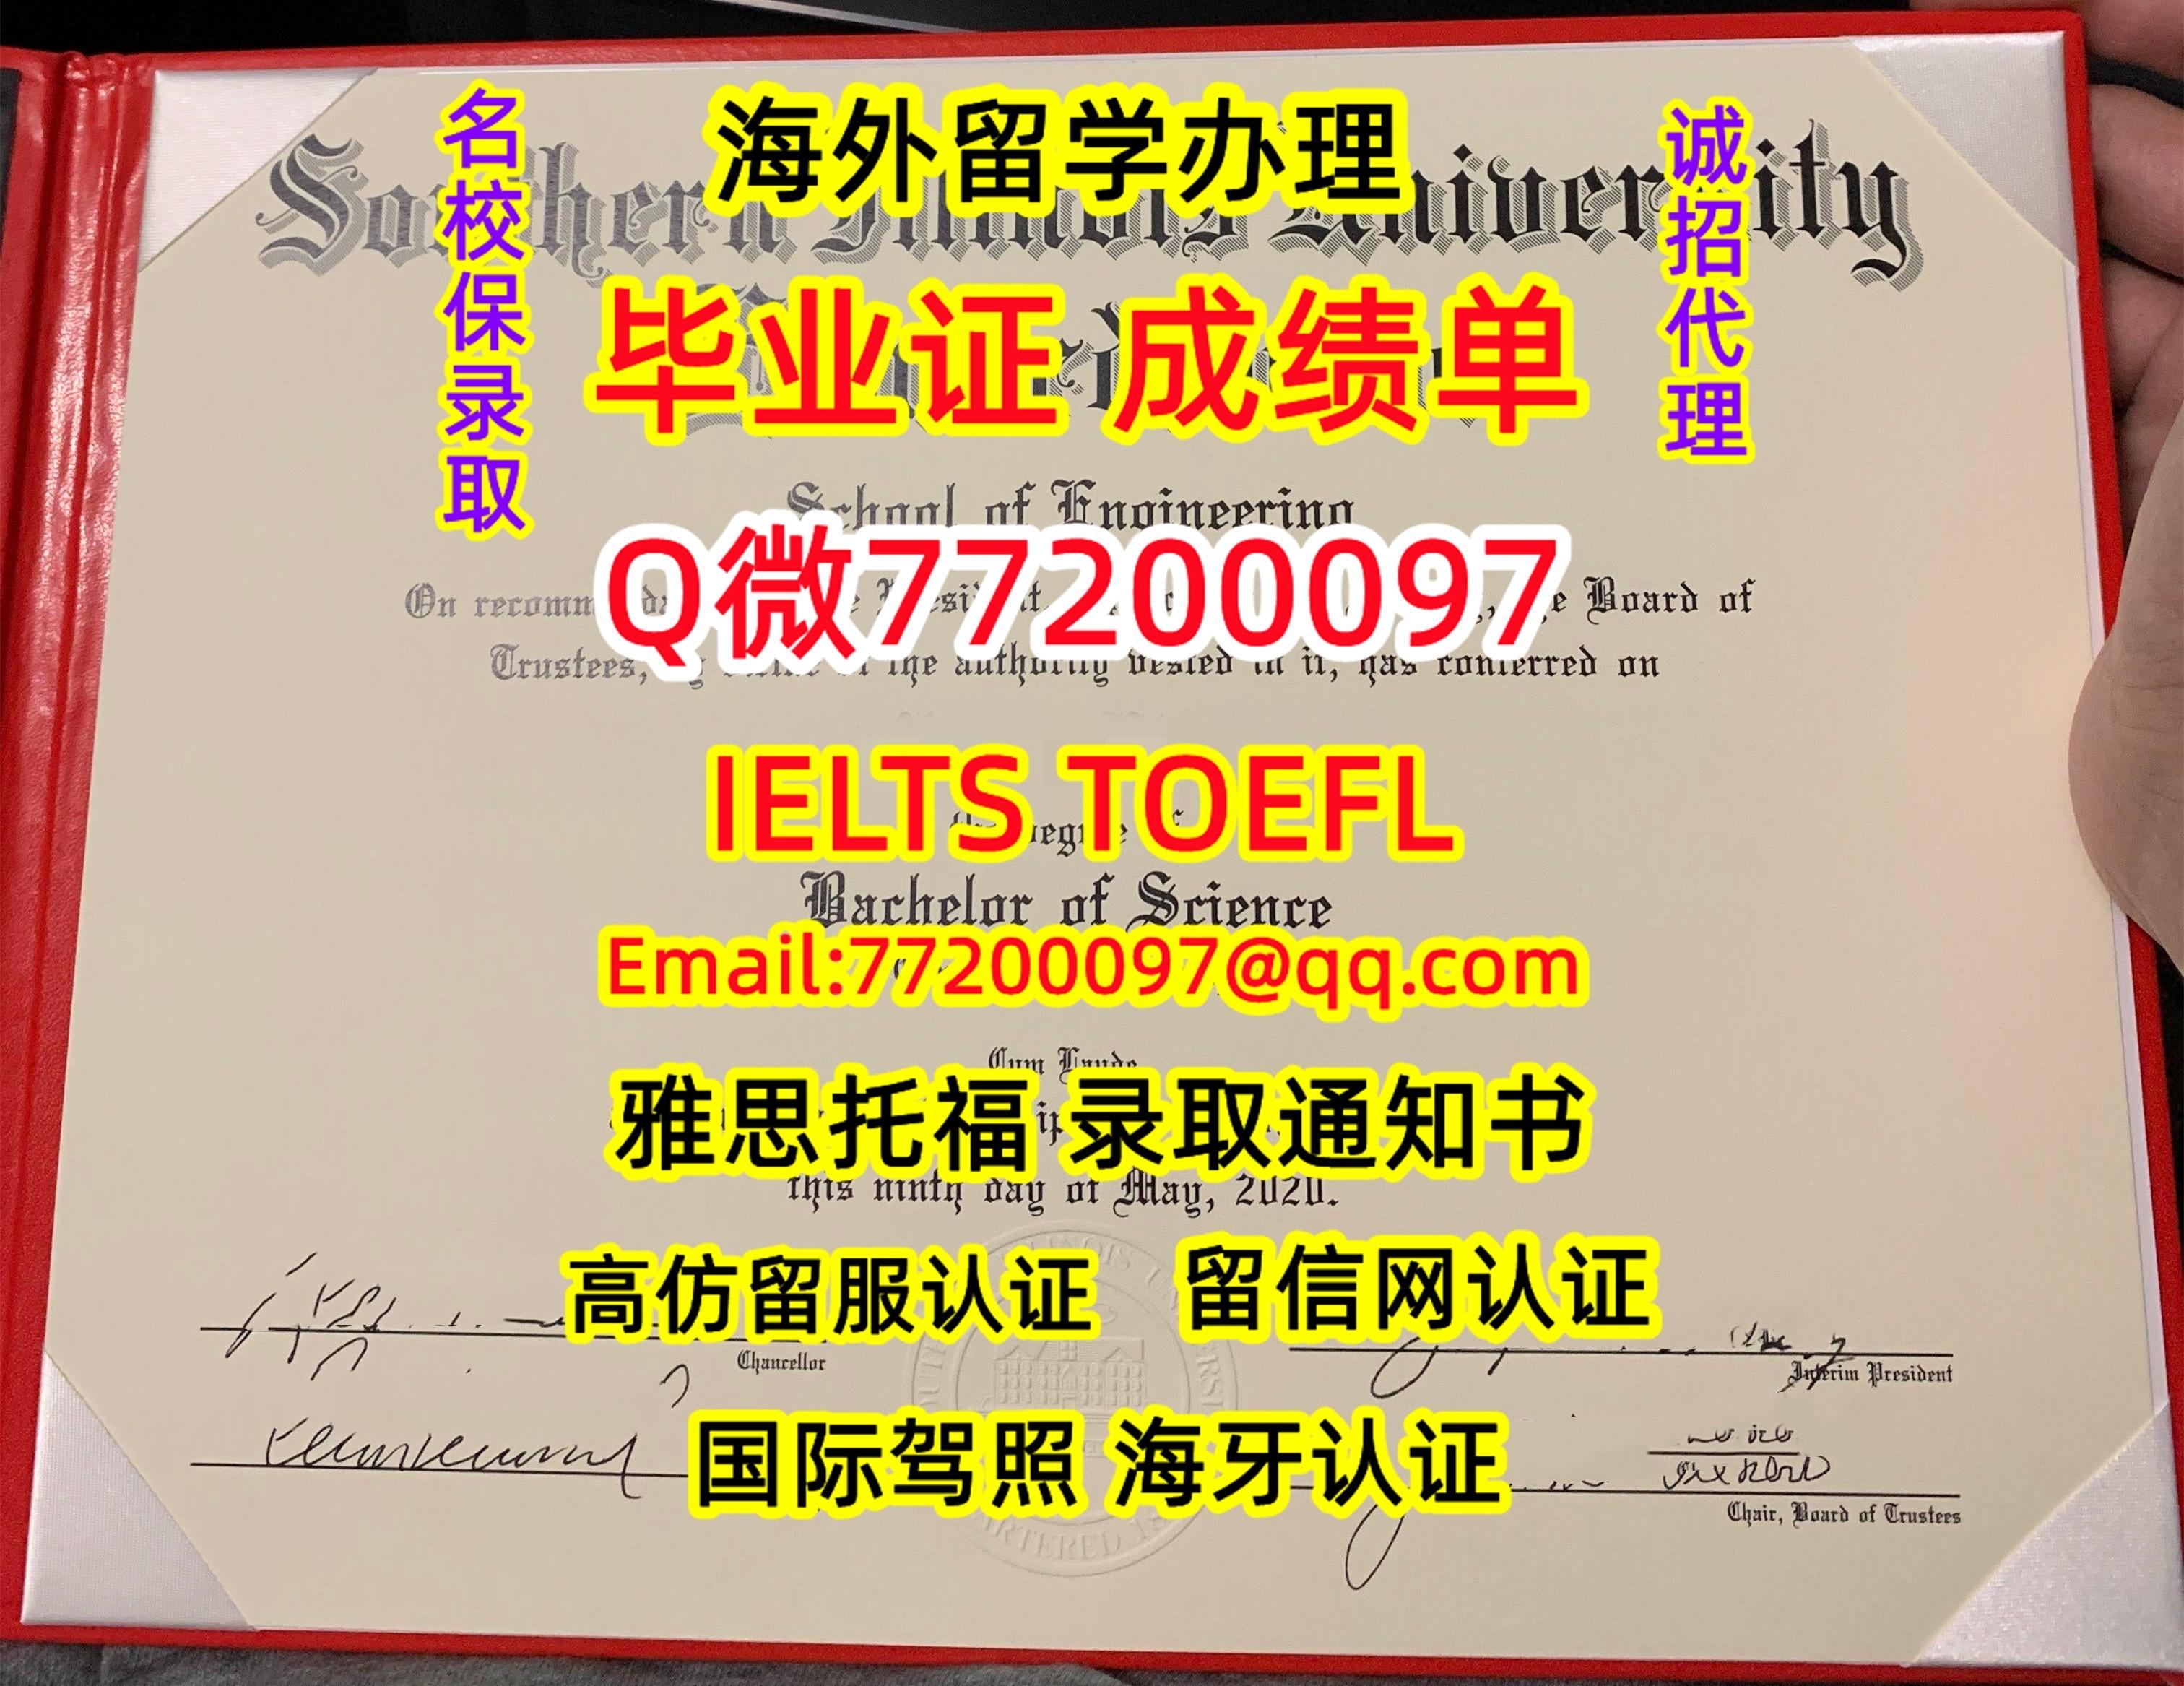 海外留学办理
名校保录取
诚招代理
Southern Illinois University
毕业证 成绩单
School of Engineering
Q微77200097
On the Board of
Trustees, the authority vested in it, has conferred on
IELTS TOEFL
Bachelor of Science
Email:77200097@qq.com
Cum Laude
雅思托福 录取通知书
this ninth day of May, 2020.
高仿留服认证 留信网认证
Chancellor
Interim President
国际驾照 海牙认证
Chair, Board of Trustees